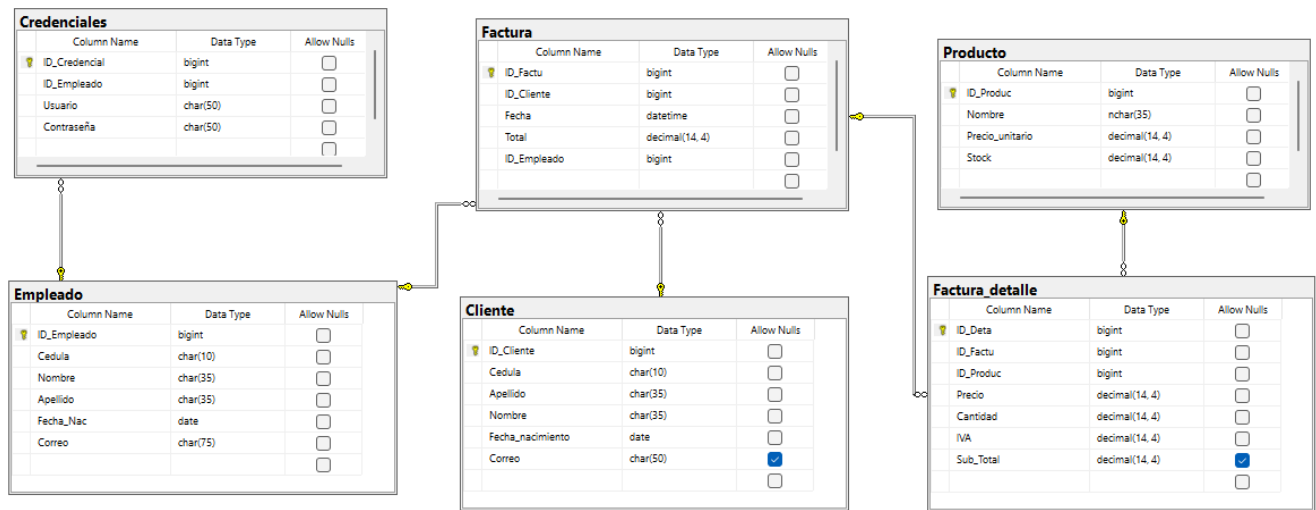 Credenciales
Column Name Data Type Allow Nulls
ID_Credencial bigint
ID_Empleado bigint
Usuario char(50)
Contraseña char(50)
Factura
Column Name Data Type Allow Nulls
ID_Factu bigint
ID_Cliente bigint
Fecha datetime
Total decimal(14, 4)
ID_Empleado bigint
Producto
Column Name Data Type Allow Nulls
ID_Produc bigint
Nombre nchar(35)
Precio_unitario decimal(14, 4)
Stock decimal(14, 4)
Empleado
Column Name Data Type Allow Nulls
ID_Empleado bigint
Cedula char(10)
Nombre char(35)
Apellido char(35)
Fecha_Nac date
Correo char(75)
Cliente
Column Name Data Type Allow Nulls
ID_Cliente bigint
Cedula char(10)
Apellido char(35)
Nombre char(35)
Fecha_nacimiento date
Correo char(50)
Factura_detalle
Column Name Data Type Allow Nulls
ID_Deta bigint
ID_Factu bigint
ID_Produc bigint
Precio decimal(14, 4)
Cantidad decimal(14, 4)
IVA decimal(14, 4)
Sub_Total decimal(14, 4)